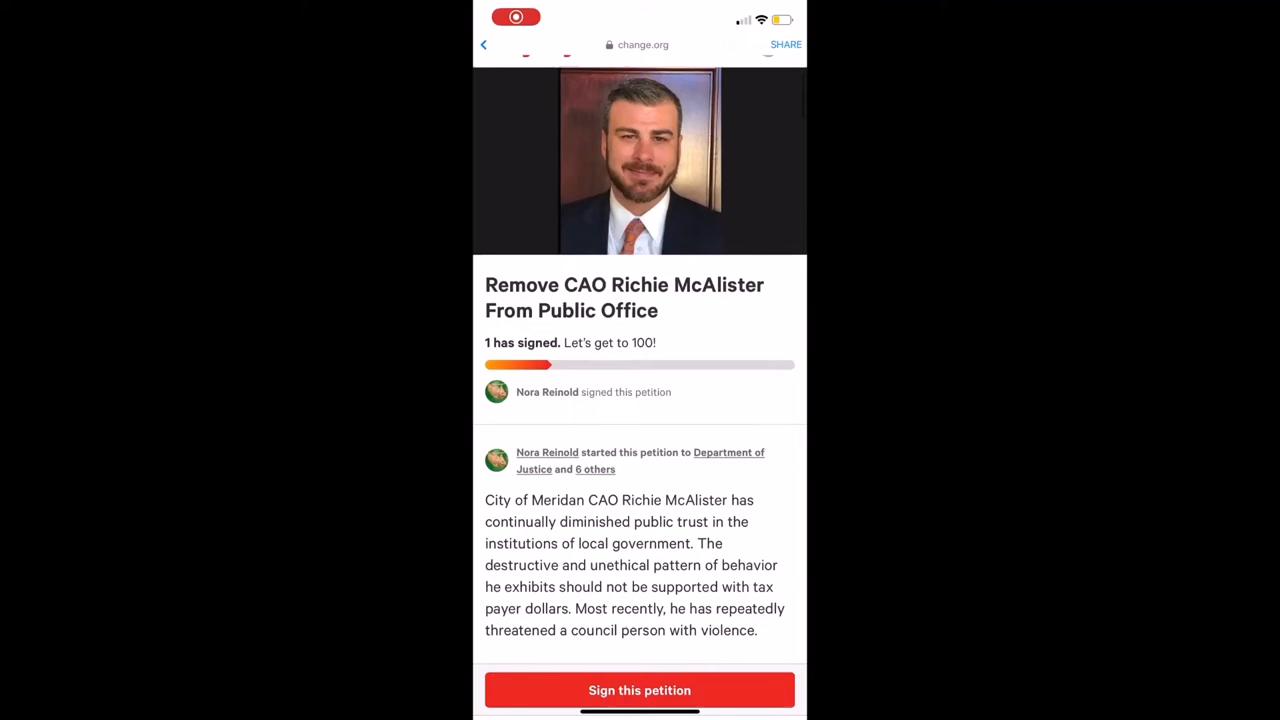 change.org
SHARE
Remove CAO Richie McAlister
From Public Office
1 has signed. Let’s get to 100!
Nora Reinold signed this petition
Nora Reinold started this petition to Department of
Justice and 6 others
City of Meridan CAO Richie McAlister has
continually diminished public trust in the
institutions of local government. The
destructive and unethical pattern of behavior
he exhibits should not be supported with tax
payer dollars. Most recently, he has repeatedly
threatened a council person with violence.
Sign this petition